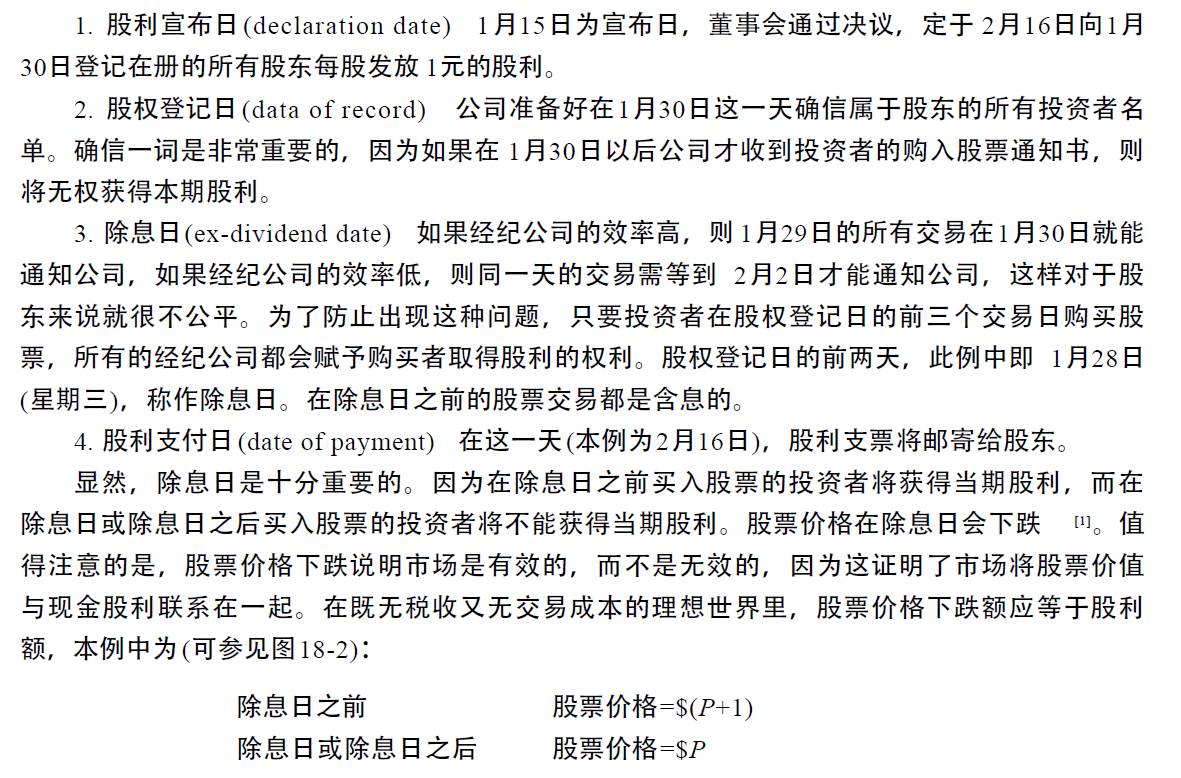 1. 股利宣布日(declaration date) 1月15日为宣布日，董事会通过决议，定于 2月16日向1月
30日登记在册的所有股东每股发放 1元的股利。
2. 股权登记日(data of record) 公司准备好在1月30日这一天确信属于股东的所有投资者名
单。确信一词是非常重要的，因为如果在 1月30日以后公司才收到投资者的购入股票通知书，则
将无权获得本期股利。
3. 除息日(ex-dividend date) 如果经纪公司的效率高，则 1月29日的所有交易在1月30日就能
通知公司，如果经纪公司的效率低，则同一天的交易需等到 2月2日才能通知公司，这样对于股
东来说就很不公平。为了防止出现这种问题，只要投资者在股权登记日的前三个交易日购买股
票，所有的经纪公司都会赋予购买者取得股利的权利。股权登记日的前两天，此例中即 1月28日
(星期三)，称作除息日。在除息日之前的股票交易都是含息的。
4. 股利支付日(date of payment) 在这一天(本例为2月16日)，股利支票将邮寄给股东。
显然，除息日是十分重要的。因为在除息日之前买入股票的投资者将获得当期股利，而在
除息日或除息日之后买入股票的投资者将不能获得当期股利。股票价格在除息日会下跌 [1]。值
得注意的是，股票价格下跌说明市场是有效的，而不是无效的，因为这证明了市场将股票价值
与现金股利联系在一起。在既无税收又无交易成本的理想世界里，股票价格下跌额应等于股利
额，本例中为(可参见图18-2)：
除息日之前 股票价格=$(P+1)
除息日或除息日之后 股票价格=$P